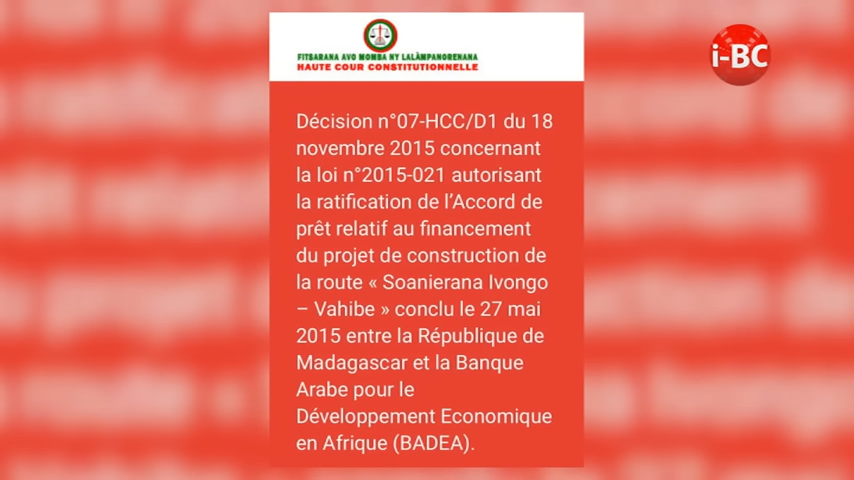 FITSARANA AVO MOMBA NY LALÀMPANORENANA
HAUTE COUR CONSTITUTIONNELLE
i-BC
Décision n°07-HCC/D1 du 18
novembre 2015 concernant
la loi n°2015-021 autorisant
la ratification de l’Accord de
prêt relatif au financement
du projet de construction de
la route « Soanierana Ivongo
– Vahibe » conclu le 27 mai
2015 entre la République de
Madagascar et la Banque
Arabe pour le
Développement Economique
en Afrique (BADEA).